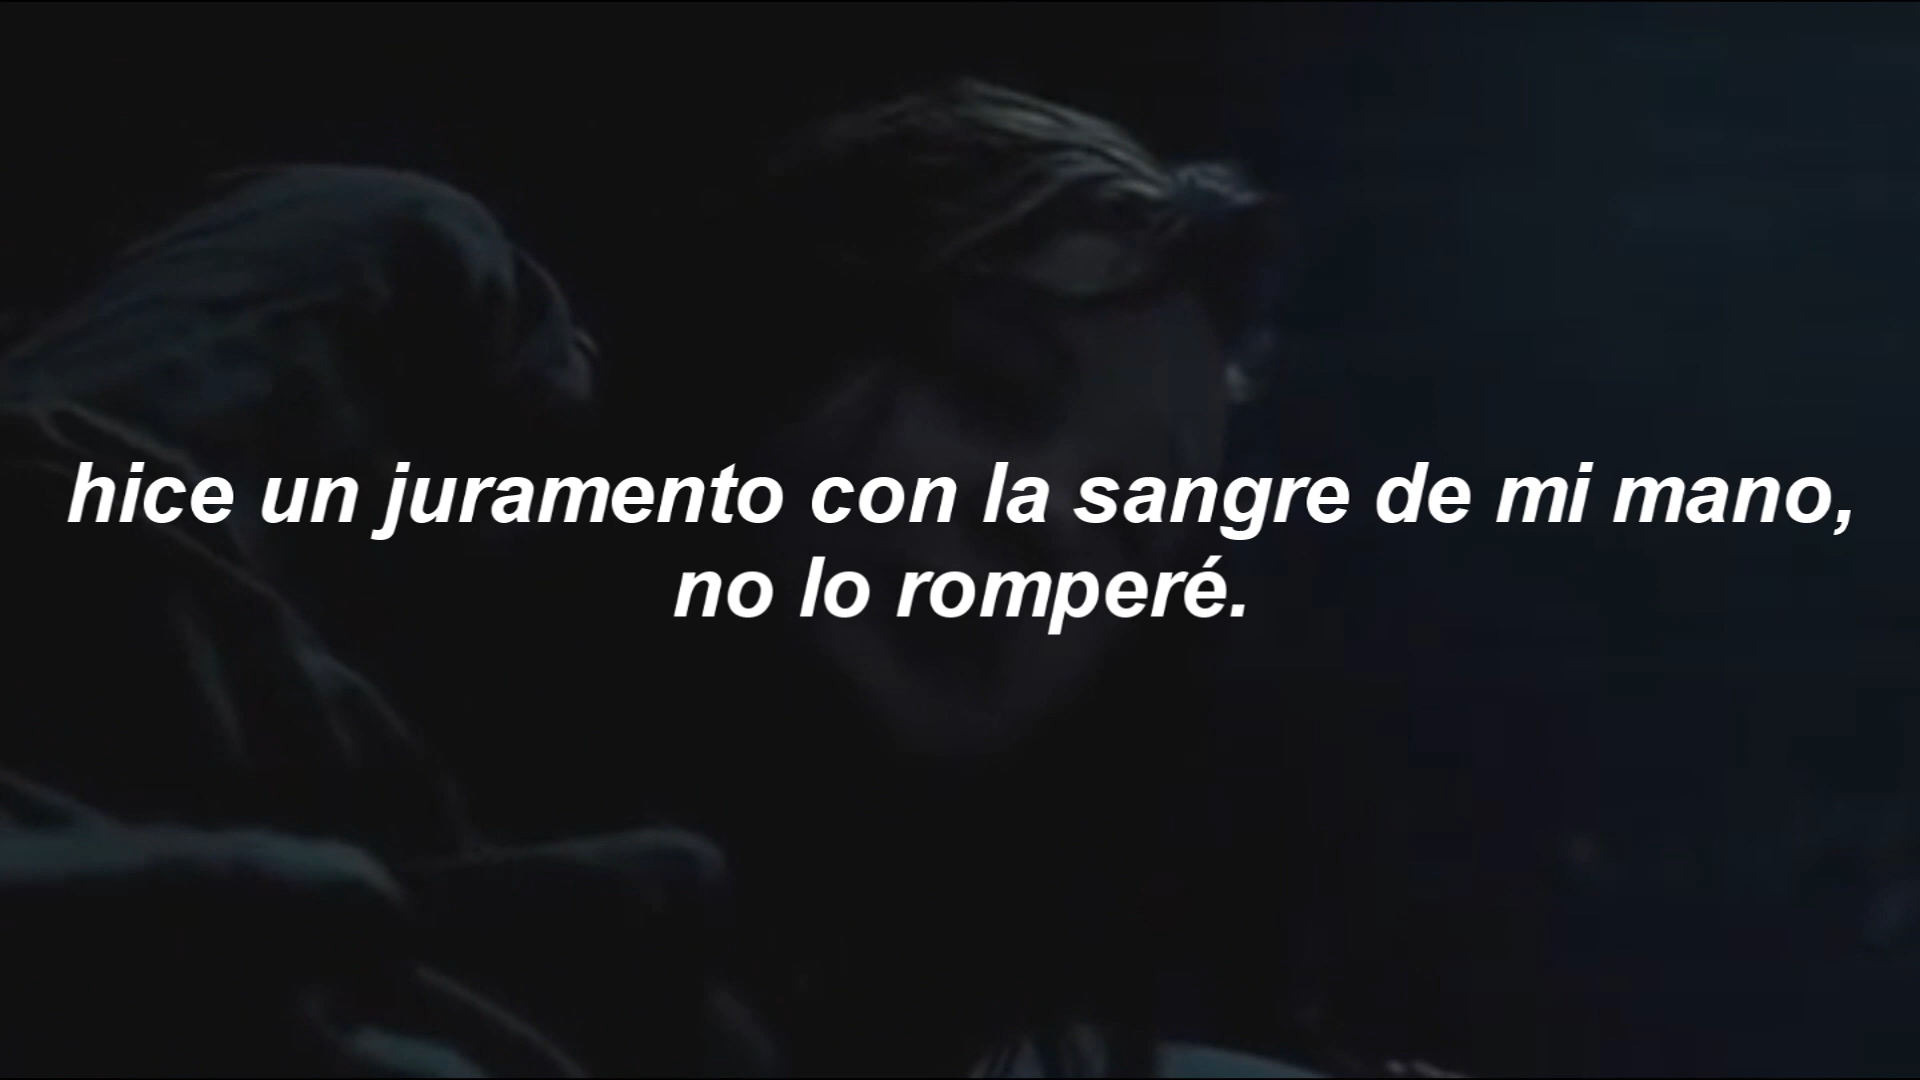 hice un juramento con la sangre de mi mano,
no lo romperé.